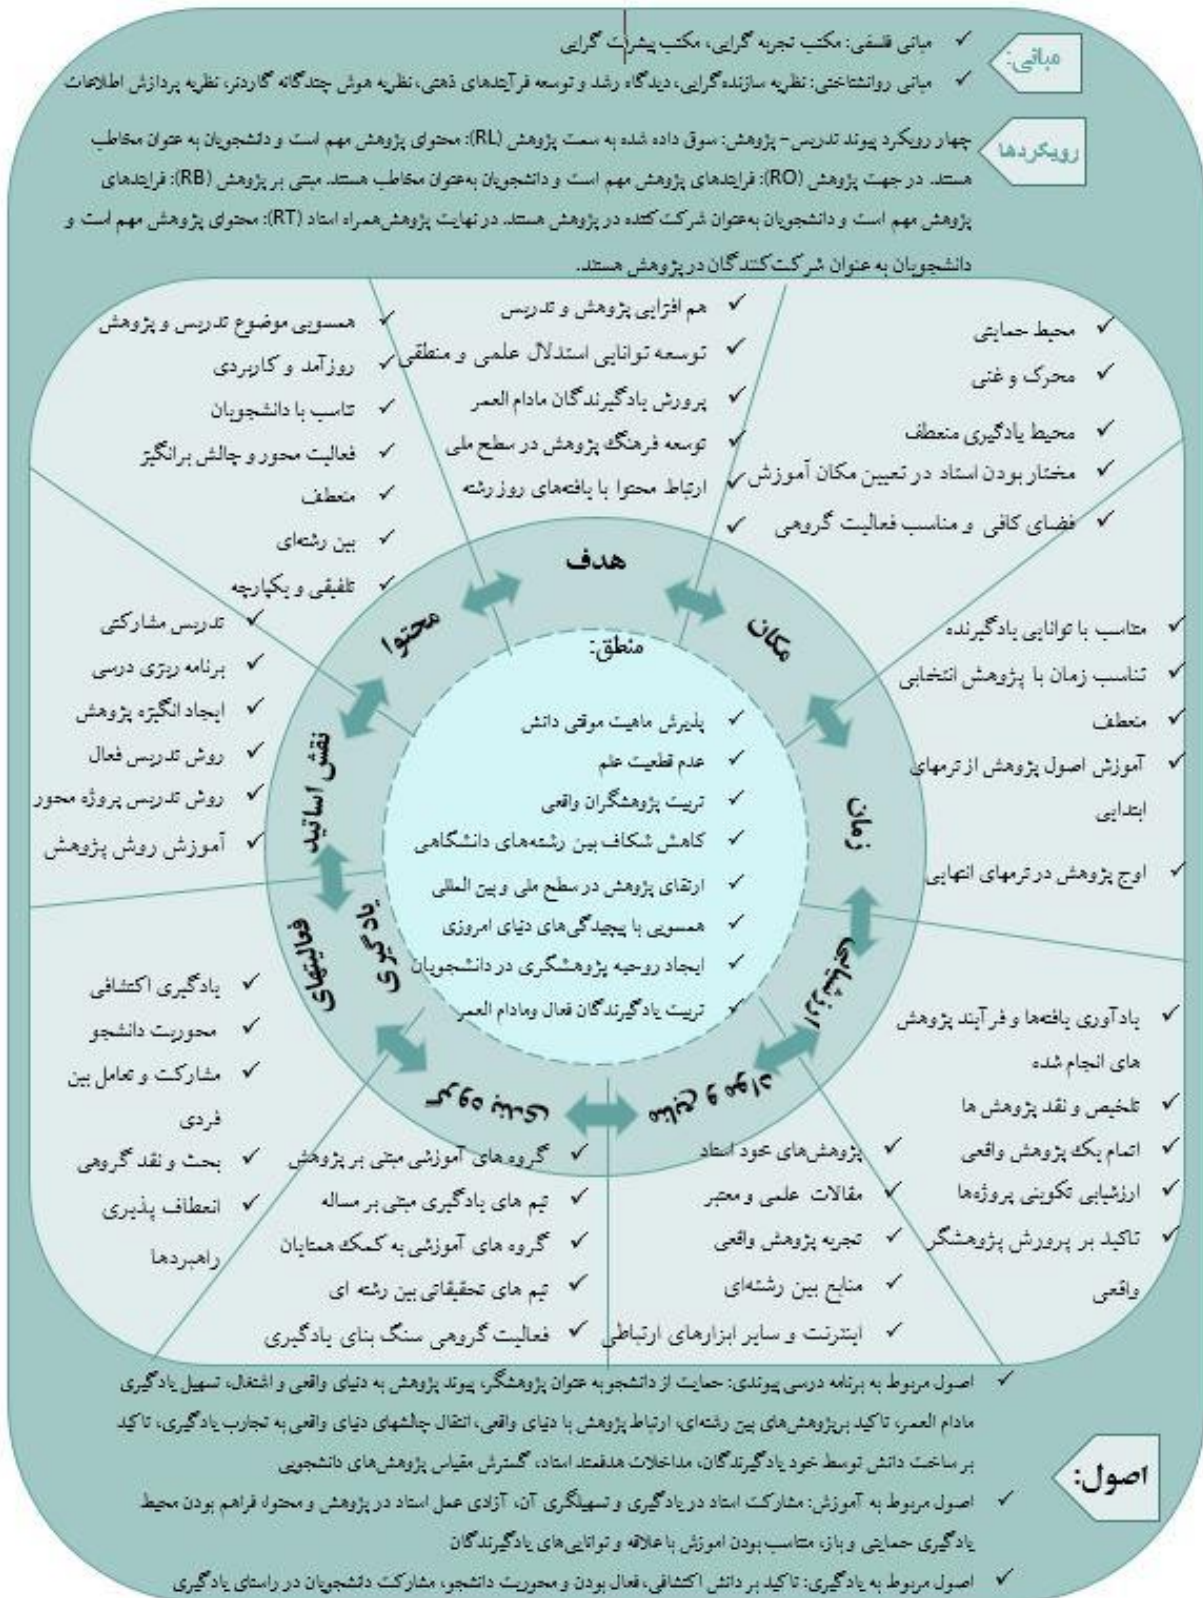 مبانی:
✓ مبانی فلسفی: مکتب تجربه گرایی، مکتب پیشرفت گرایی
✓ مبانی روانشناختی: نظریه سازنده‌گرایی، دیدگاه رشد و توسعه فرآیندهای ذهنی، نظریه هوش چندگانه گاردنر، نظریه پردازش اطلاعات
رویکردها
چهار رویکرد پیوند تدریس- پژوهش: سوق داده شده به سمت پژوهش (RL): محتوای پژوهش مهم است و دانشجویان به عنوان مخاطب
هستند. در جهت پژوهش (RO): فرایندهای پژوهش مهم است و دانشجویان به‌عنوان مخاطب هستند. مبتنی بر پژوهش (RB): فرایندهای
پژوهش مهم است و دانشجویان به‌عنوان شرکت‌کننده در پژوهش هستند. در نهایت پژوهش‌همراه استاد (RT): محتوای پژوهش مهم است و
دانشجویان به عنوان شرکت‌کنندگان در پژوهش هستند.
هدف
✓ هم افزایی پژوهش و تدریس
✓ توسعه توانایی استدلال علمی و منطقی
✓ پرورش یادگیرندگان مادام العمر
✓ توسعه فرهنگ پژوهش در سطح ملی
✓ ارتباط محتوا با یافته‌های روز رشته
✓
مکان
✓ محیط حمایتی
✓ محرک و غنی
✓ محیط یادگیری منعطف
✓ مختار بودن استاد در تعیین مکان آموزش
✓ فضای کافی و مناسب فعالیت گروهی
زمان
✓ متناسب با توانایی یادگیرنده
✓ تناسب زمان با پژوهش انتخابی
✓ منعطف
✓ آموزش اصول پژوهش از ترمهای
ابتدایی
✓ اوج پژوهش در ترمهای انتهایی
ارزشیابی
✓ یادآوری یافته‌ها و فرآیند پژوهش
های انجام شده
✓ تلخیص و نقد پژوهش ها
✓ اتمام یک پژوهش واقعی
✓ ارزشیابی تکوینی پروژه‌ها
✓ تاکید بر پرورش پژوهشگر
واقعی
منابع و مواد
✓ پژوهش‌های خود استاد
✓ مقالات علمی و معتبر
✓ تجربه پژوهش واقعی
✓ منابع بین رشته‌ای
✓ اینترنت و سایر ابزارهای ارتباطی
گروه بندی
✓ گروه های آموزشی مبتنی بر پژوهش
✓ تیم های یادگیری مبتنی بر مساله
✓ گروه های آموزشی به کمک همتایان
✓ تیم های تحقیقاتی بین رشته ای
✓ فعالیت گروهی سنگ بنای یادگیری
فعالیتهای
یادگیری
✓ یادگیری اکتشافی
✓ محوریت دانشجو
✓ مشارکت و تعامل بین
فردی
✓ بحث و نقد گروهی
✓ انعطاف پذیری
راهبردها
نقش اساتید
✓ تدریس مشارکتی
✓ برنامه ریزی درسی
✓ ایجاد انگیزه پژوهش
✓ روش تدریس فعال
✓ روش تدریس پروژه محور
✓ آموزش روش پژوهش
محتوا
✓ همسویی موضوع تدریس و پژوهش
✓ روزآمد و کاربردی
✓ تناسب با دانشجویان
✓ فعالیت محور و چالش برانگیز
✓ منعطف
✓ بین رشته‌ای
✓ تلفیقی و یکپارچه
منطق:
✓ پذیرش ماهیت موقتی دانش
✓ عدم قطعیت علم
✓ تربیت پژوهشگران واقعی
✓ کاهش شکاف بین رشته‌های دانشگاهی
✓ ارتقای پژوهش در سطح ملی و بین المللی
✓ همسویی با پیچیدگی‌های دنیای امروزی
✓ ایجاد روحیه پژوهشگری در دانشجویان
✓ تربیت یادگیرندگان فعال ومادام العمر
اصول:
✓ اصول مربوط به برنامه درسی پیوندی: حمایت از دانشجو به عنوان پژوهشگر، پیوند پژوهش به دنیای واقعی و اشتغال، تسهیل یادگیری
مادام العمر، تاکید برپژوهش‌های بین رشته‌ای، ارتباط پژوهش با دنیای واقعی، انتقال چالشهای دنیای واقعی به تجارب یادگیری، تاکید
بر ساخت دانش توسط خود یادگیرندگان، مداخلات هدفمند استاد، گسترش مقیاس پژوهش‌های دانشجویی
✓ اصول مربوط به آموزش: مشارکت استاد در یادگیری و تسهیلگری آن، آزادی عمل استاد در پژوهش و محتوا، فراهم بودن محیط
یادگیری حمایتی و باز، متناسب بودن اموزش با علاقه و توانایی‌های یادگیرندگان
✓ اصول مربوط به یادگیری: تاکید بر دانش اکتشافی، فعال بودن و محوریت دانشجو، مشارکت دانشجویان در راستای یادگیری